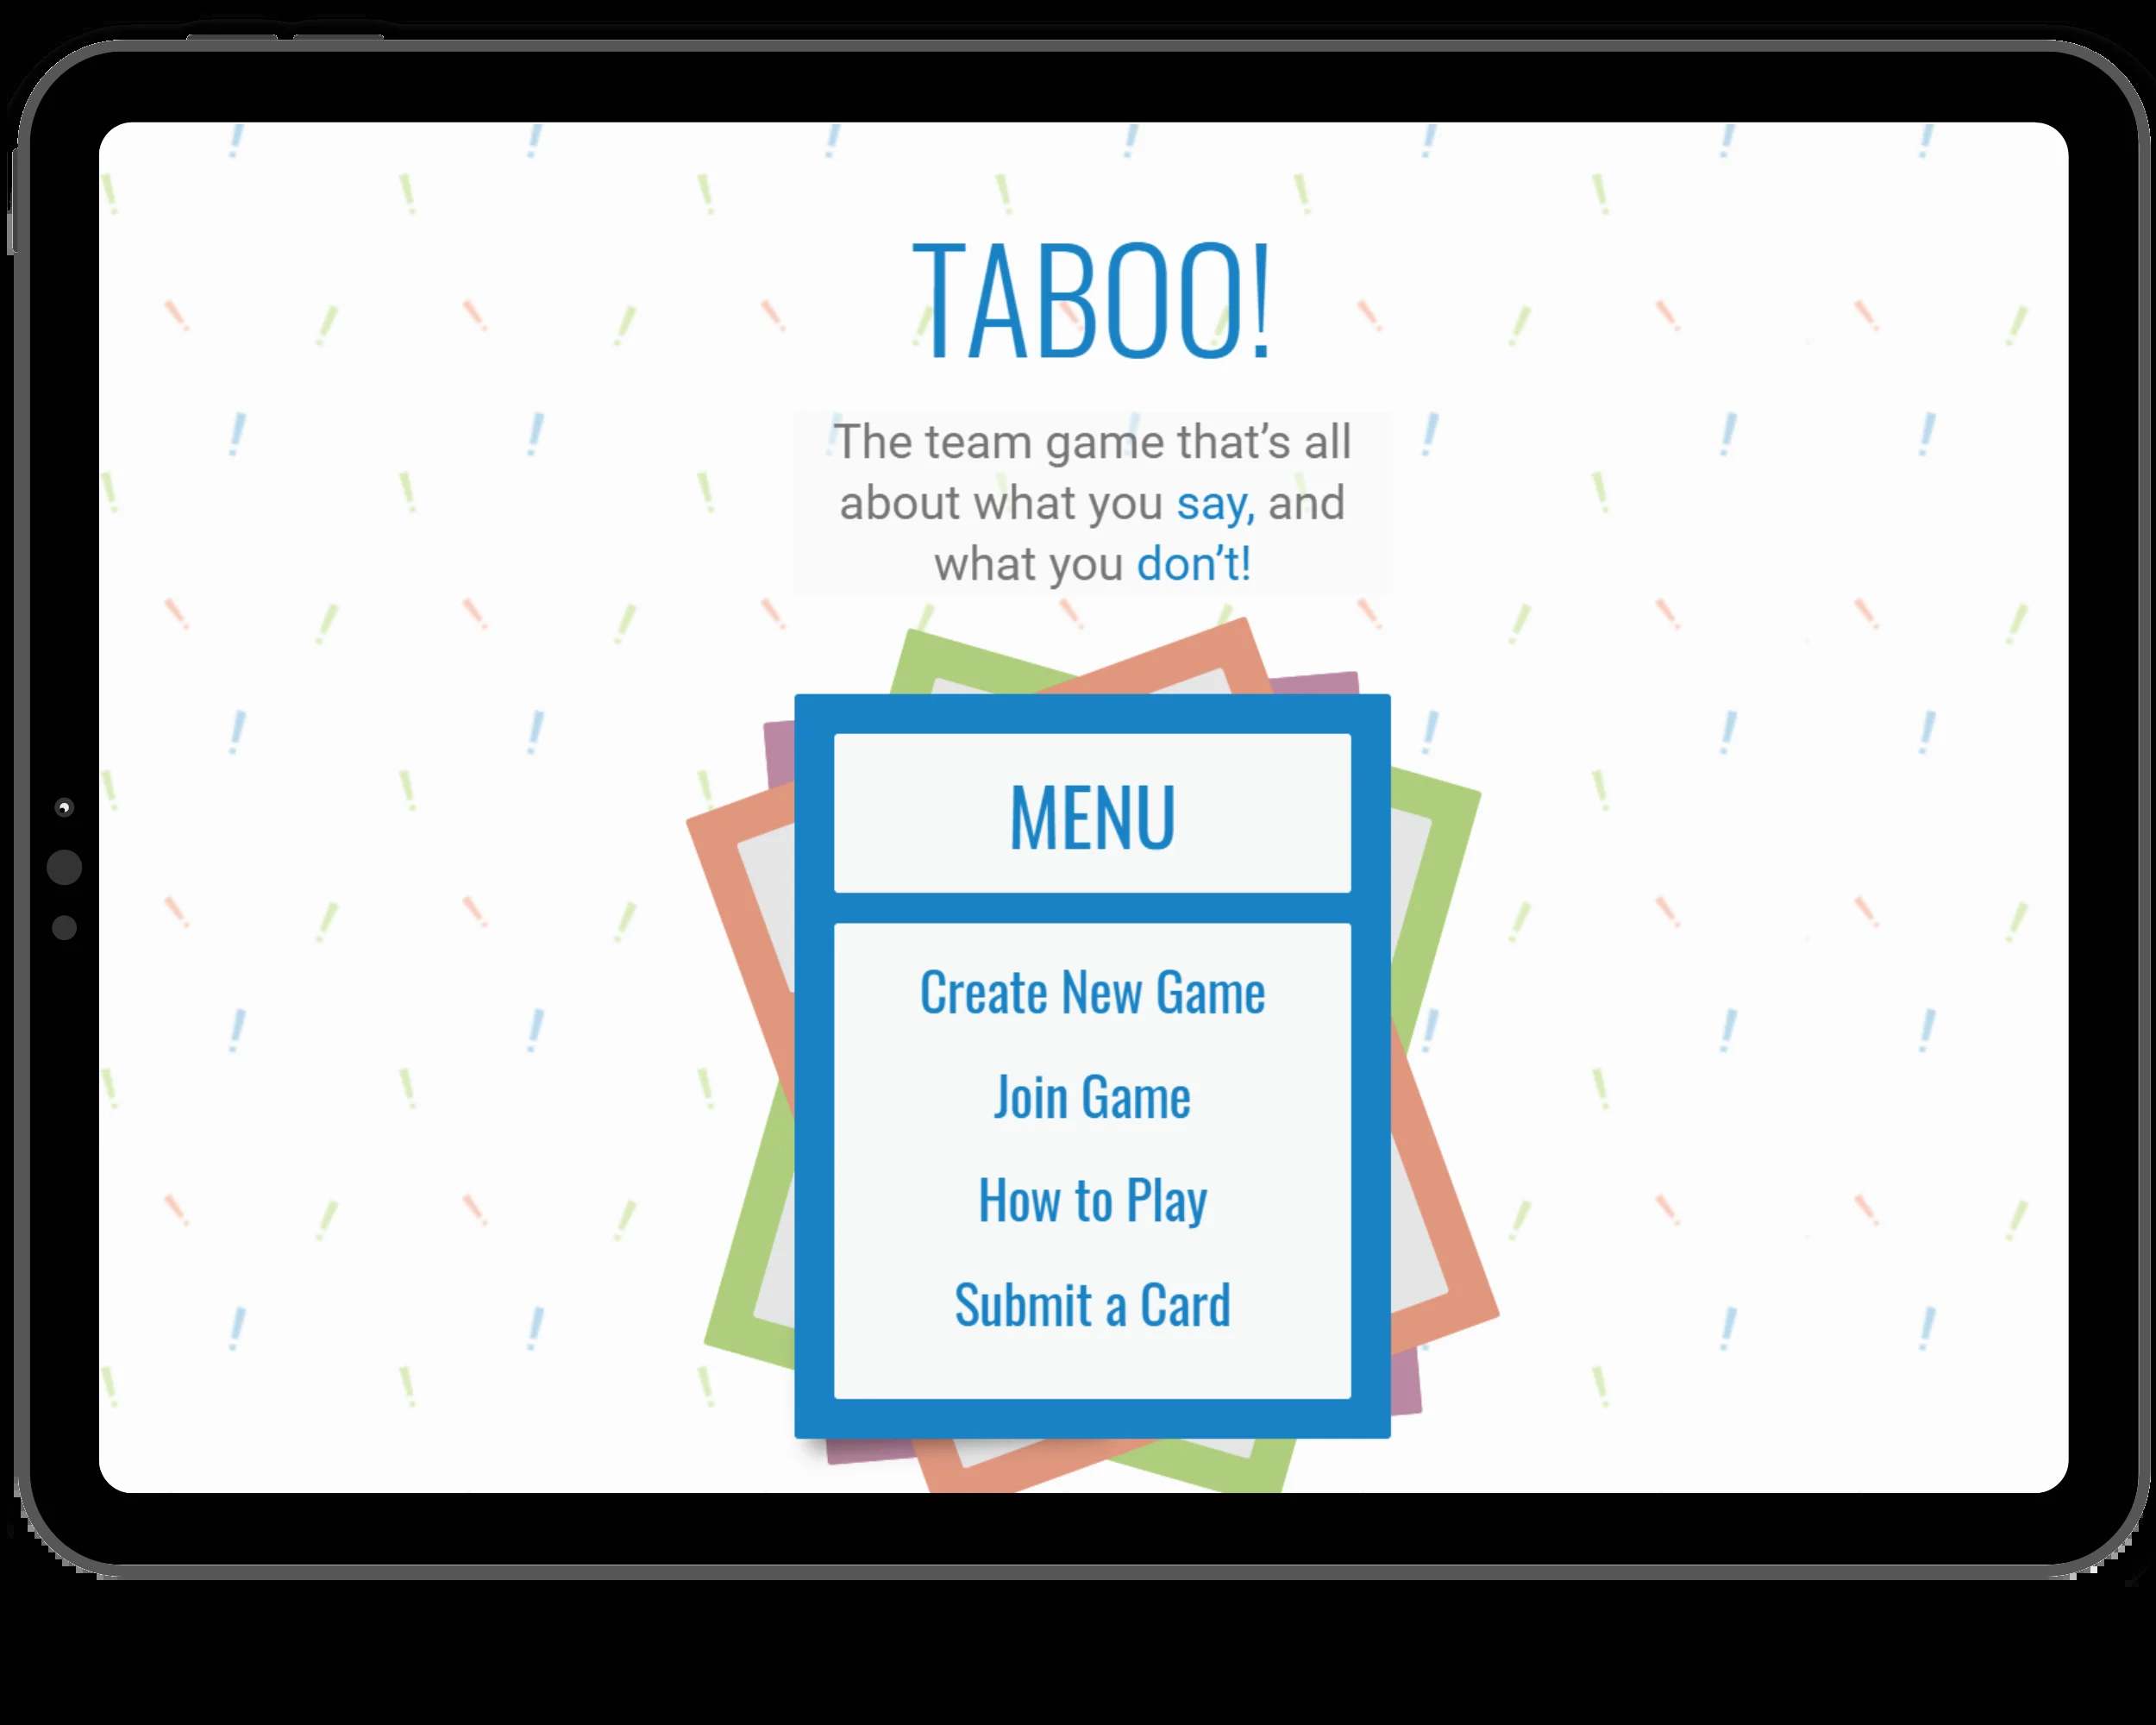 TABOO!
The team game that’s all
about what you say, and
what you don’t!
MENU
Create New Game
Join Game
How to Play
Submit a Card